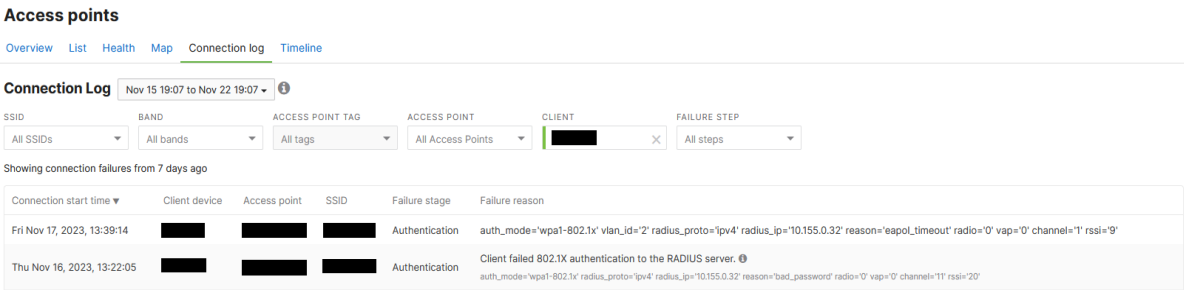 Access points
Overview List Health Map Connection log Timeline
Connection Log Nov 15 19:07 to Nov 22 19:07
SSID BAND ACCESS POINT TAG ACCESS POINT CLIENT FAILURE STEP
All SSIDs All bands All tags All Access Points All steps
Showing connection failures from 7 days ago
Connection start time ▼ Client device Access point SSID Failure stage Failure reason
Fri Nov 17, 2023, 13:39:14 Authentication auth_mode='wpa1-802.1x' vlan_id='2' radius_proto='ipv4' radius_ip='10.155.0.32' reason='eapol_timeout' radio='0' vap='0' channel='1' rssi='9'
Thu Nov 16, 2023, 13:22:05 Authentication Client failed 802.1X authentication to the RADIUS server.
auth_mode='wpa1-802.1x' radius_proto='ipv4' radius_ip='10.155.0.32' reason='bad_password' radio='0' vap='0' channel='11' rssi='20'